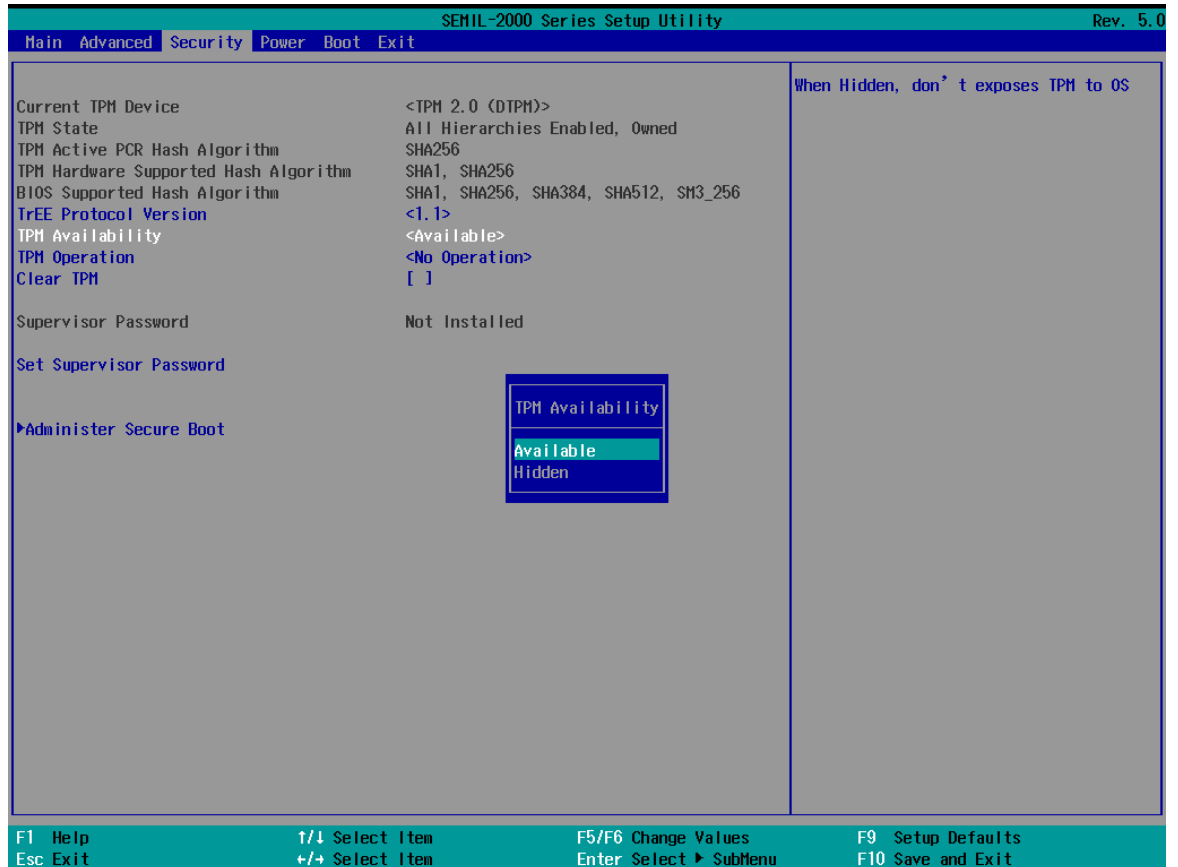 SEMIL-2000 Series Setup Utility Rev. 5.0
Main Advanced Security Power Boot Exit
When Hidden, don’t exposes TPM to OS
Current TPM Device <TPM 2.0 (DTPM)>
TPM State All Hierarchies Enabled, Owned
TPM Active PCR Hash Algorithm SHA256
TPM Hardware Supported Hash Algorithm SHA1, SHA256
BIOS Supported Hash Algorithm SHA1, SHA256, SHA384, SHA512, SM3_256
TrEE Protocol Version <1.1>
TPM Availability <Available>
TPM Operation <No Operation>
Clear TPM [ ]
Supervisor Password Not Installed
Set Supervisor Password
▶Administer Secure Boot
TPM Availability
Available
Hidden
F1 Help ↑/↓ Select Item F5/F6 Change Values F9 Setup Defaults
Esc Exit ←/→ Select Item Enter Select ▶ SubMenu F10 Save and Exit